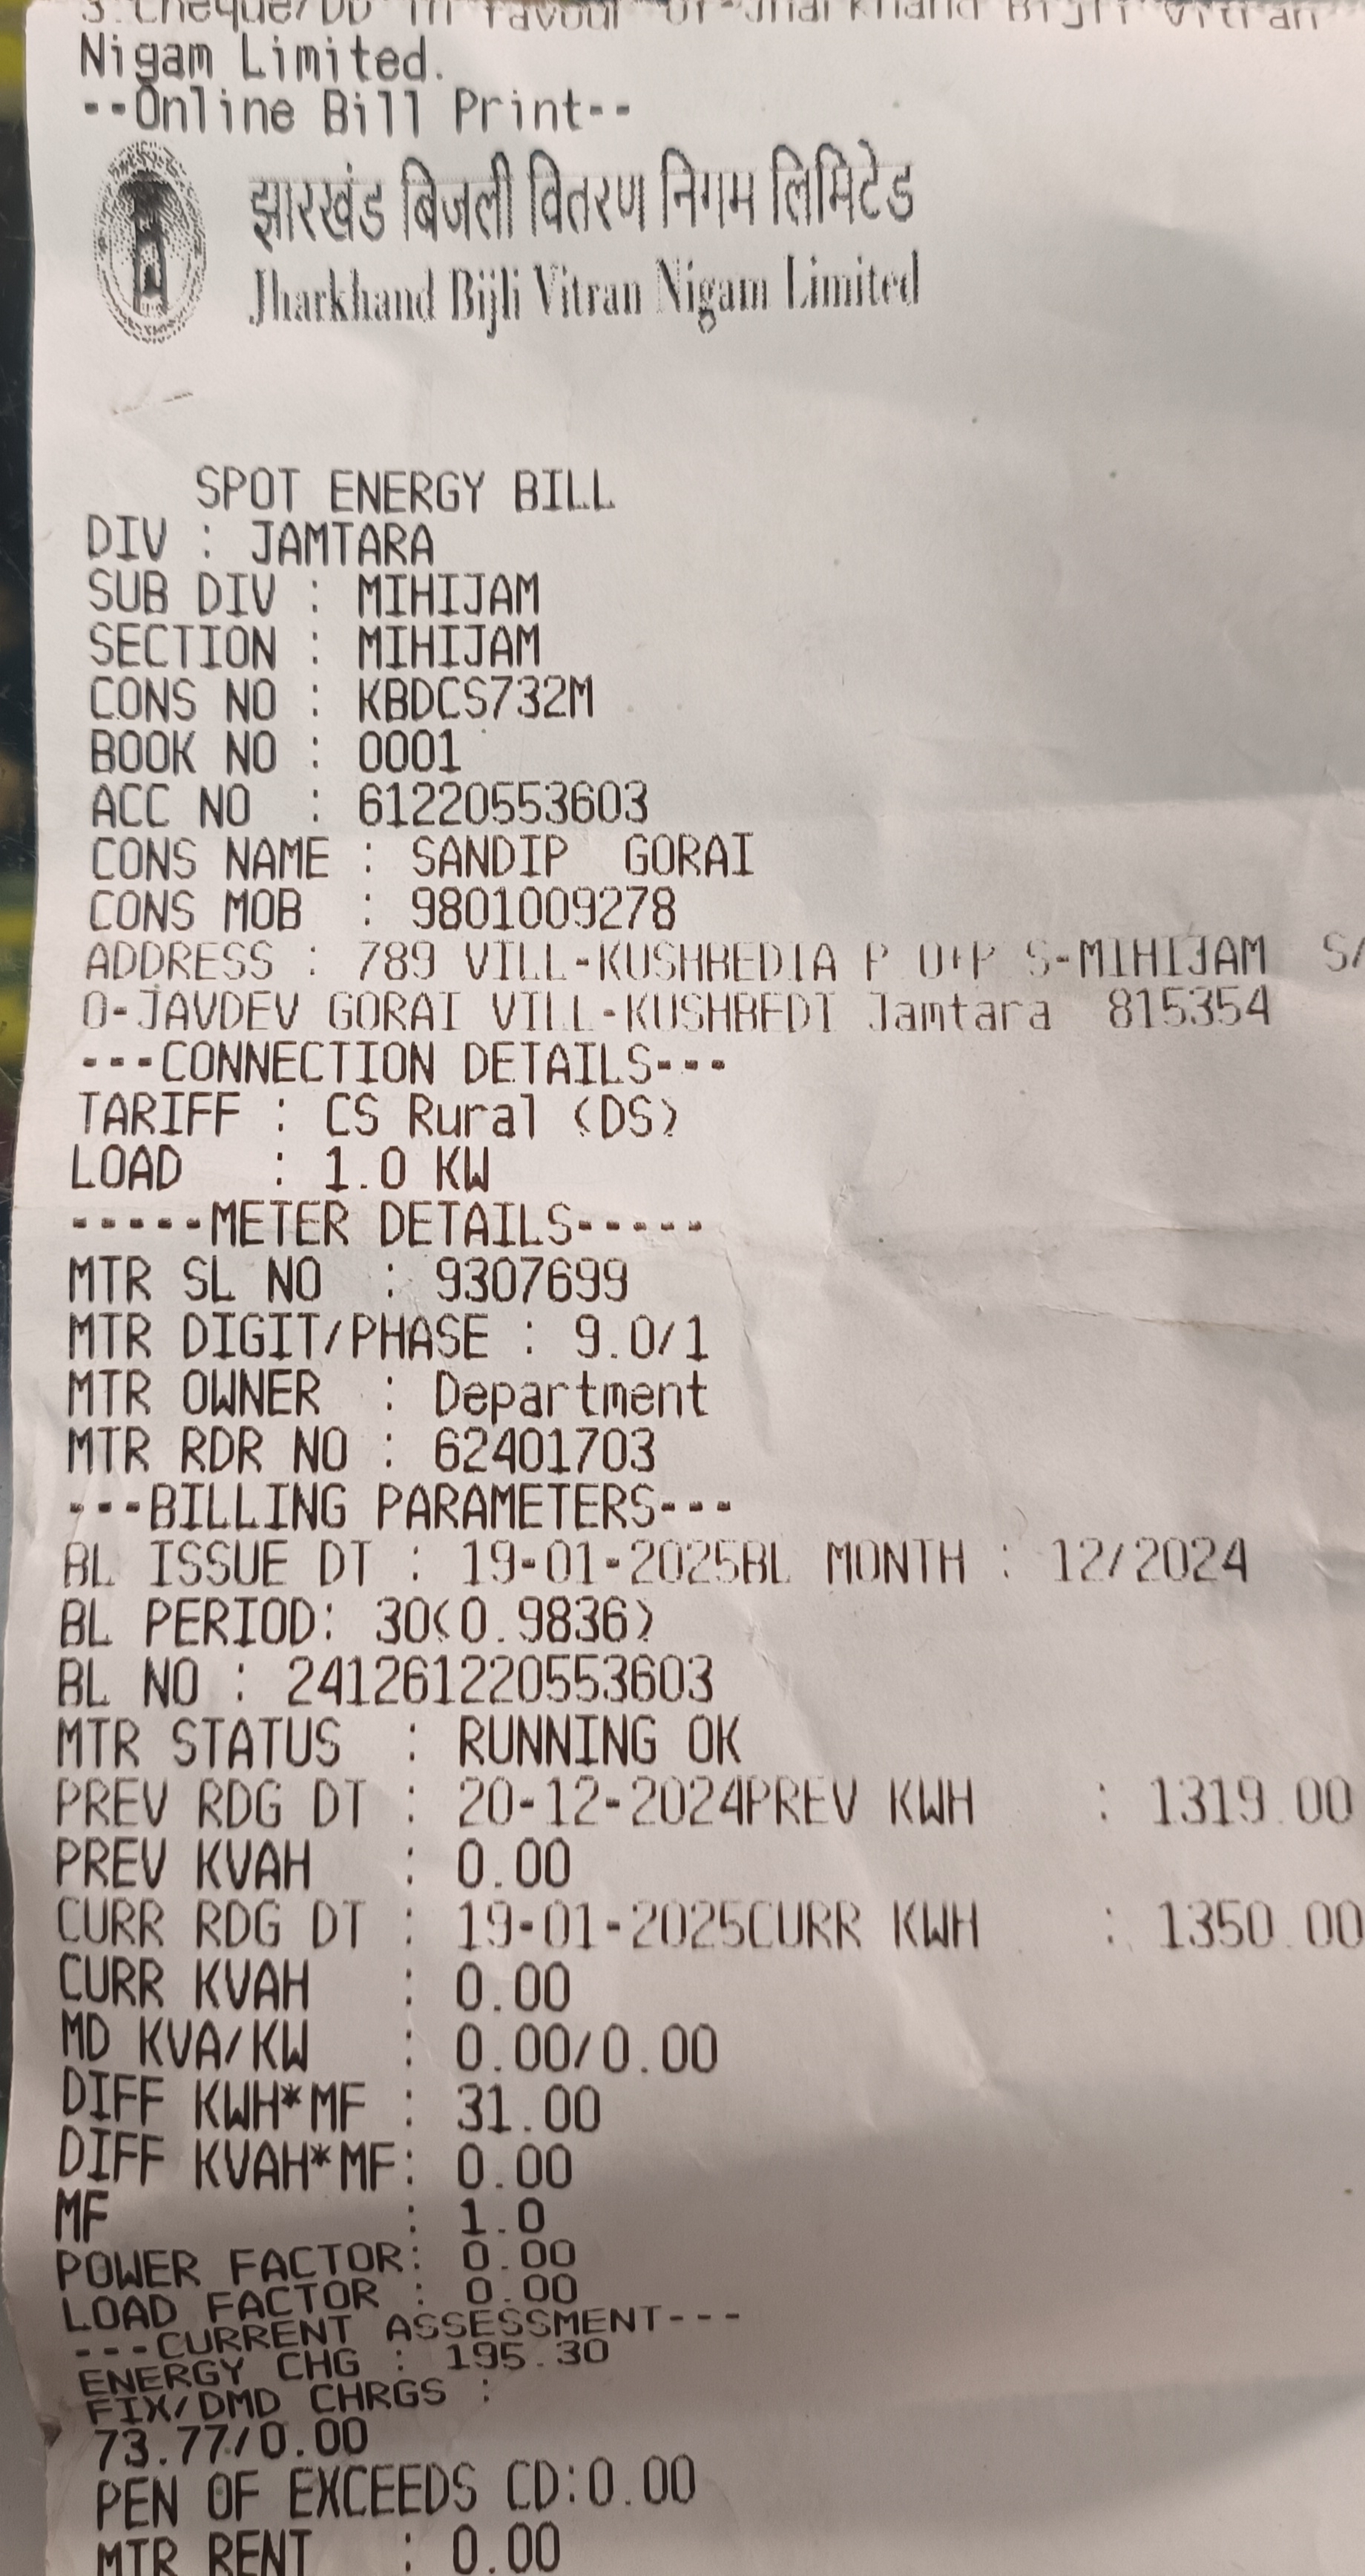 3 Cheque/DD in favour of Jharkhand Bijli Vitran
Nigam Limited.
--Online Bill Print--
झारखंड बिजली वितरण निगम लिमिटेड
Jharkhand Bijli Vitran Nigam Limited
SPOT ENERGY BILL
DIV : JAMTARA
SUB DIV : MIHIJAM
SECTION : MIHIJAM
CONS NO : KBDCS732M
BOOK NO : 0001
ACC NO : 61220553603
CONS NAME : SANDIP GORAI
CONS MOB : 9801009278
ADDRESS : 789 VILL-KUSHBEDIA P O+P S-MIHIJAM S/
O-JAVDEV GORAI VILL-KUSHBEDI Jamtara 815354
---CONNECTION DETAILS---
TARIFF : CS Rural (DS)
LOAD : 1.0 KW
-----METER DETAILS-----
MTR SL NO : 9307699
MTR DIGIT/PHASE : 9.0/1
MTR OWNER : Department
MTR RDR NO : 62401703
---BILLING PARAMETERS---
BL ISSUE DT : 19-01-2025BL MONTH : 12/2024
BL PERIOD: 30(0.9836)
BL NO : 241261220553603
MTR STATUS : RUNNING OK
PREV RDG DT : 20-12-2024PREV KWH : 1319.00
PREV KVAH : 0.00
CURR RDG DT : 19-01-2025CURR KWH : 1350.00
CURR KVAH : 0.00
MD KVA/KW : 0.00/0.00
DIFF KWH*MF : 31.00
DIFF KVAH*MF: 0.00
MF : 1.0
POWER FACTOR: 0.00
LOAD FACTOR : 0.00
---CURRENT ASSESSMENT---
ENERGY CHG : 195.30
FIX/DMD CHRGS :
73.77/0.00
PEN OF EXCEEDS CD:0.00
MTR RENT : 0.00